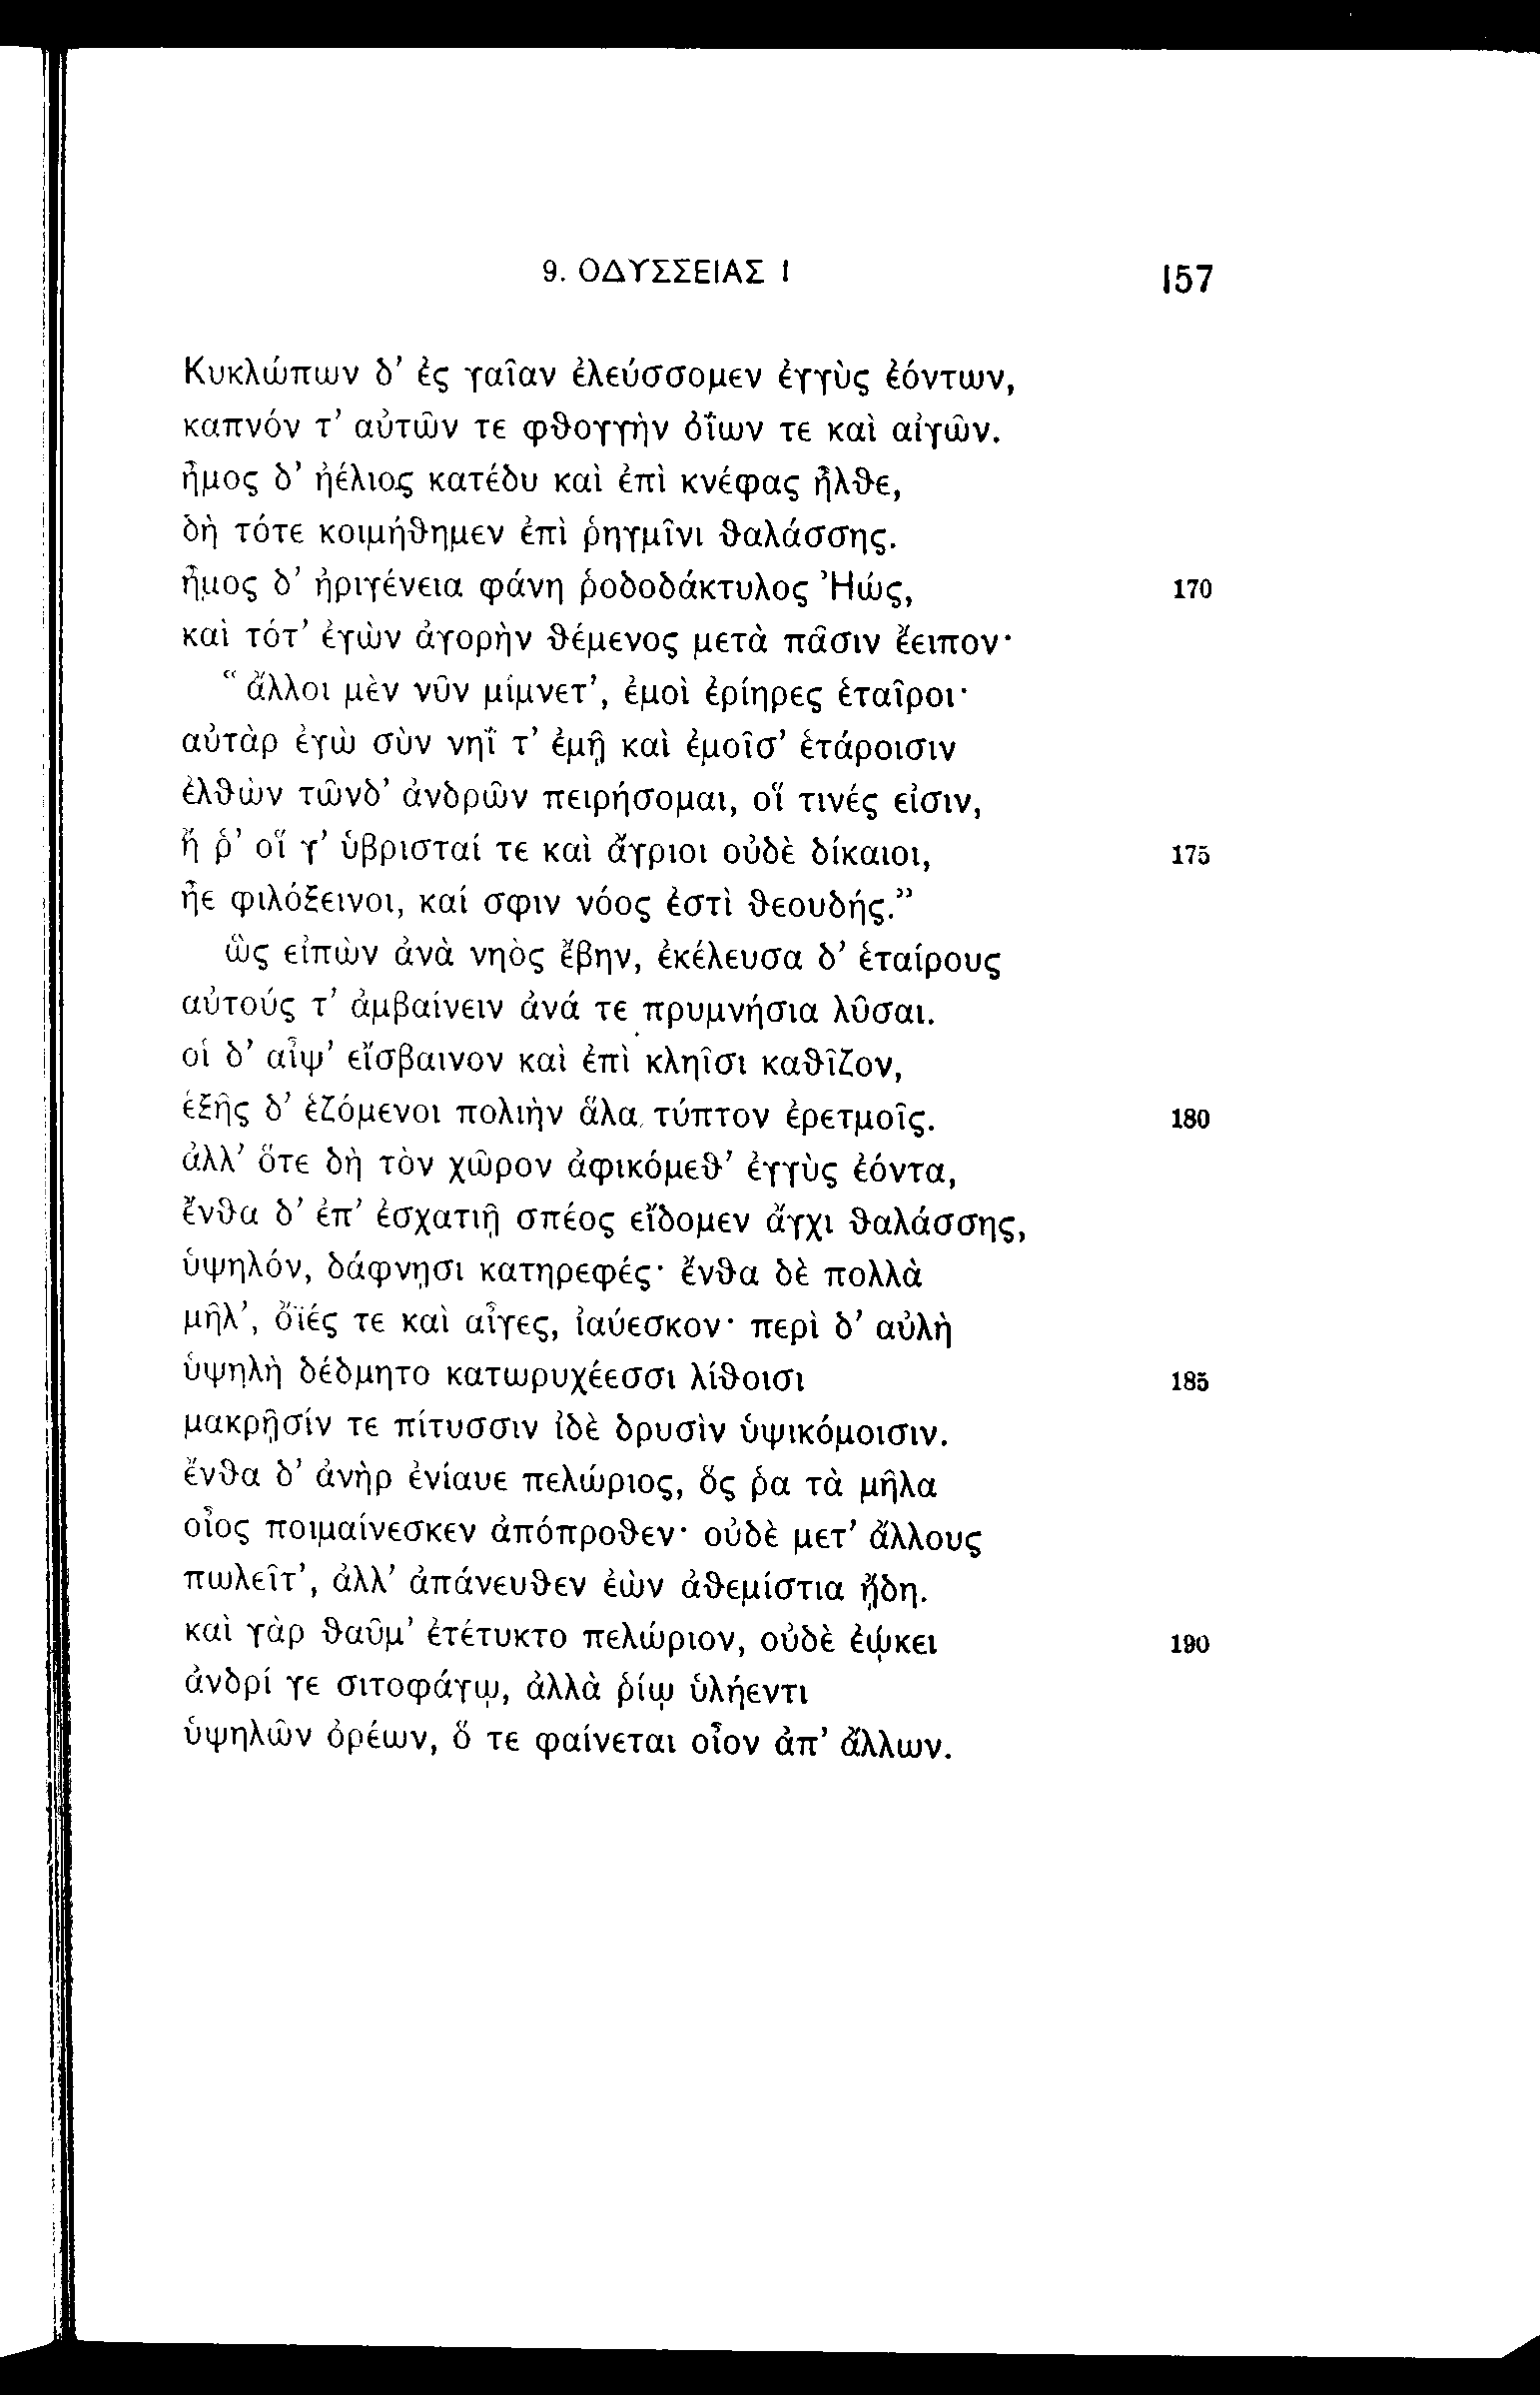 9. ΟΔΥΣΣΕΙΑΣ Ι 157
Κυκλώπων δ’ ἐς γαῖαν ἐλεύσσομεν ἐγγὺς ἐόντων,
καπνόν τ’ αὐτῶν τε φθογγὴν ὀΐων τε καὶ αἰγῶν.
ἦμος δ’ ἠέλιος κατέδυ καὶ ἐπὶ κνέφας ἦλθε,
δὴ τότε κοιμήθημεν ἐπὶ ῥηγμῖνι θαλάσσης.
ἦμος δ’ ἠριγένεια φάνη ῥοδοδάκτυλος Ἠώς, 170
καὶ τότ’ ἐγὼν ἀγορὴν θέμενος μετὰ πᾶσιν ἔειπον·
“ἄλλοι μὲν νῦν μίμνετ’, ἐμοὶ ἐρίηρες ἑταῖροι·
αὐτὰρ ἐγὼ σὺν νηΐ τ’ ἐμῇ καὶ ἐμοῖσ’ ἑτάροισιν
ἐλθὼν τῶνδ’ ἀνδρῶν πειρήσομαι, οἵ τινές εἰσιν,
ἤ ῥ’ οἵ γ’ ὑβρισταί τε καὶ ἄγριοι οὐδὲ δίκαιοι, 175
ἦε φιλόξεινοι, καί σφιν νόος ἐστὶ θεουδής.”
ὣς εἰπὼν ἀνὰ νηὸς ἔβην, ἐκέλευσα δ’ ἑταίρους
αὐτούς τ’ ἀμβαίνειν ἀνά τε πρυμνήσια λῦσαι.
οἱ δ’ αἶψ’ εἴσβαινον καὶ ἐπὶ κληῖσι καθῖζον,
ἑξῆς δ’ ἑζόμενοι πολιὴν ἅλα τύπτον ἐρετμοῖς. 180
ἀλλ’ ὅτε δὴ τὸν χῶρον ἀφικόμεθ’ ἐγγὺς ἐόντα,
ἔνθα δ’ ἐπ’ ἐσχατιῇ σπέος εἴδομεν ἄγχι θαλάσσης,
ὑψηλόν, δάφνῃσι κατηρεφές· ἔνθα δὲ πολλὰ
μῆλ’, ὄϊές τε καὶ αἶγες, ἰαύεσκον· περὶ δ’ αὐλὴ
ὑψηλὴ δέδμητο κατωρυχέεσσι λίθοισι 185
μακρῇσίν τε πίτυσσιν ἰδὲ δρυσὶν ὑψικόμοισιν.
ἔνθα δ’ ἀνὴρ ἐνίαυε πελώριος, ὅς ῥα τὰ μῆλα
οἶος ποιμαίνεσκεν ἀπόπροθεν· οὐδὲ μετ’ ἄλλους
πωλεῖτ’, ἀλλ’ ἀπάνευθεν ἐὼν ἀθεμίστια ᾔδη.
καὶ γὰρ θαῦμ’ ἐτέτυκτο πελώριον, οὐδὲ ἐῴκει 190
ἀνδρί γε σιτοφάγῳ, ἀλλὰ ῥίῳ ὑλήεντι
ὑψηλῶν ὀρέων, ὅ τε φαίνεται οἶον ἀπ’ ἄλλων.